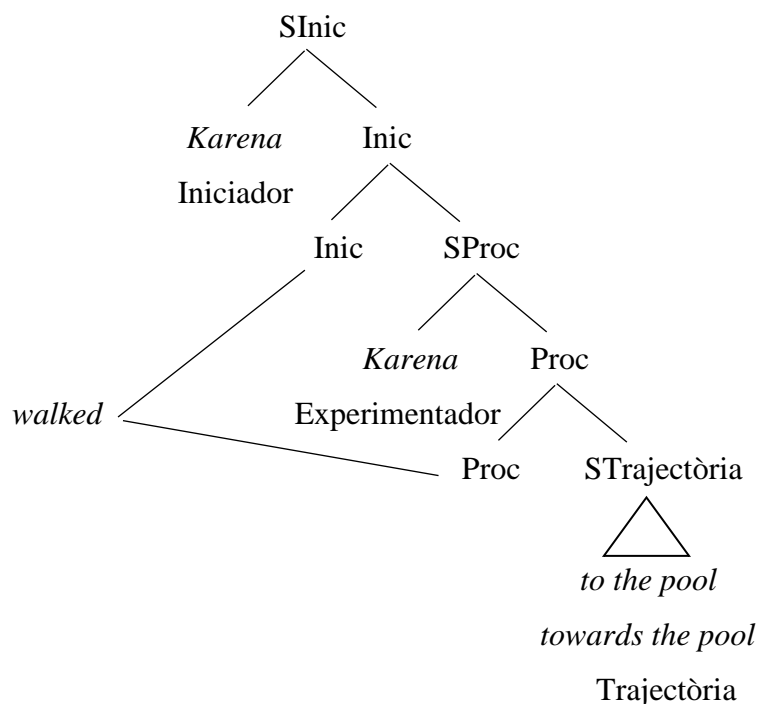 SInic
Karena Inic
Iniciador
Inic SProc
Karena Proc
walked Experimentador
Proc STrajectòria
to the pool
towards the pool
Trajectòria